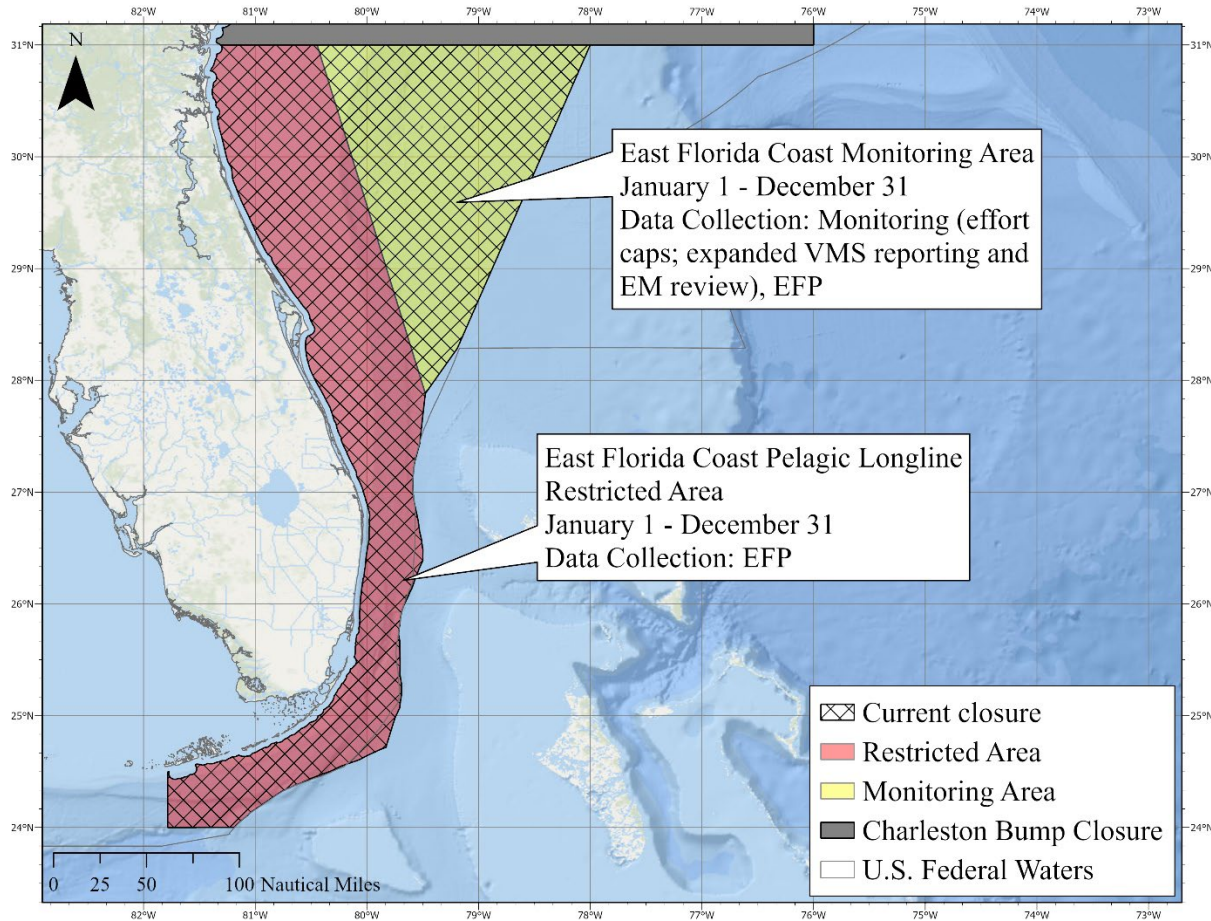 82°W 81°W 80°W 79°W 78°W 77°W 76°W 75°W 74°W 73°W
31°N 31°N
N
30°N 30°N
East Florida Coast Monitoring Area
January 1 - December 31
Data Collection: Monitoring (effort
caps; expanded VMS reporting and
EM review), EFP
29°N 29°N
28°N 28°N
East Florida Coast Pelagic Longline
Restricted Area
January 1 - December 31
Data Collection: EFP
27°N 27°N
26°N 26°N
25°N 25°N
24°N 24°N
Current closure
Restricted Area
Monitoring Area
Charleston Bump Closure
U.S. Federal Waters
0 25 50 100 Nautical Miles
82°W 81°W 80°W 79°W 78°W 77°W 76°W 75°W 74°W 73°W